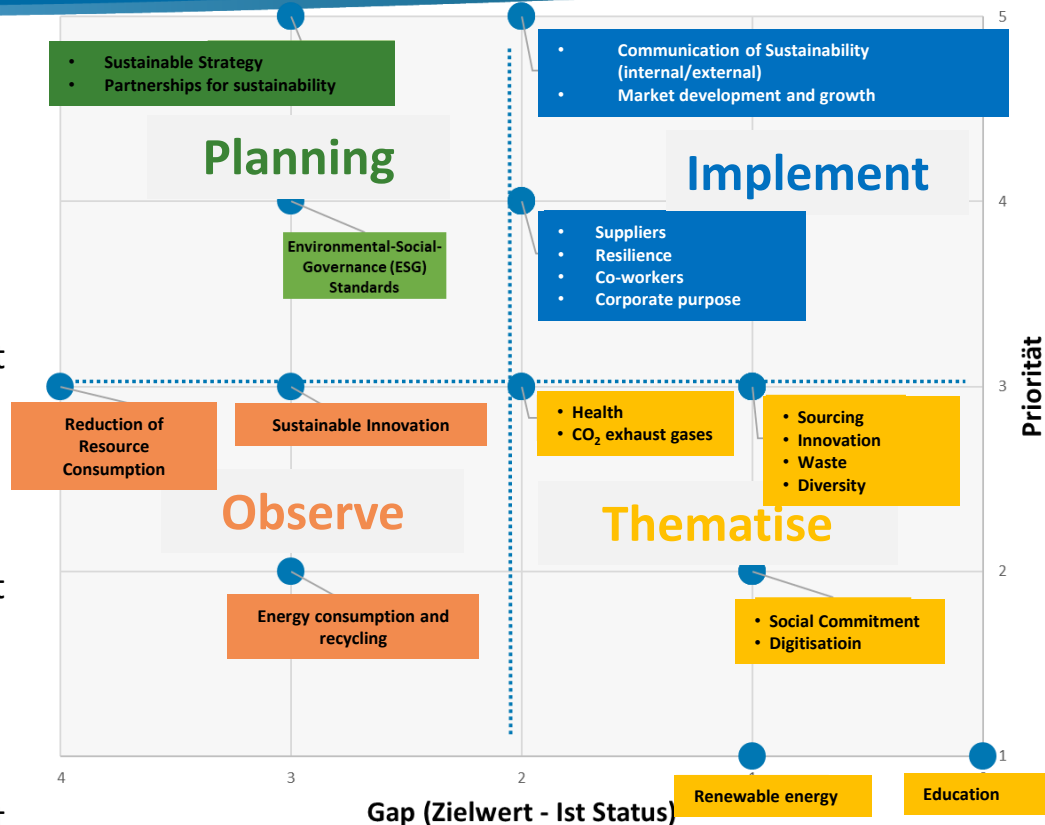 5
• Sustainable Strategy
• Partnerships for sustainability
• Communication of Sustainability
(internal/external)
• Market development and growth
Planning
Implement
4
Environmental-Social-
Governance (ESG)
Standards
• Suppliers
• Resilience
• Co-workers
• Corporate purpose
t
3
Priorität
Reduction of
Resource
Consumption
Sustainable Innovation
• Health
• CO₂ exhaust gases
• Sourcing
• Innovation
• Waste
• Diversity
Observe
Thematise
t
2
Energy consumption and
recycling
• Social Commitment
• Digitisatioin
1
4
3
2
Gap (Zielwert - Ist Status)
Renewable energy
Education
-